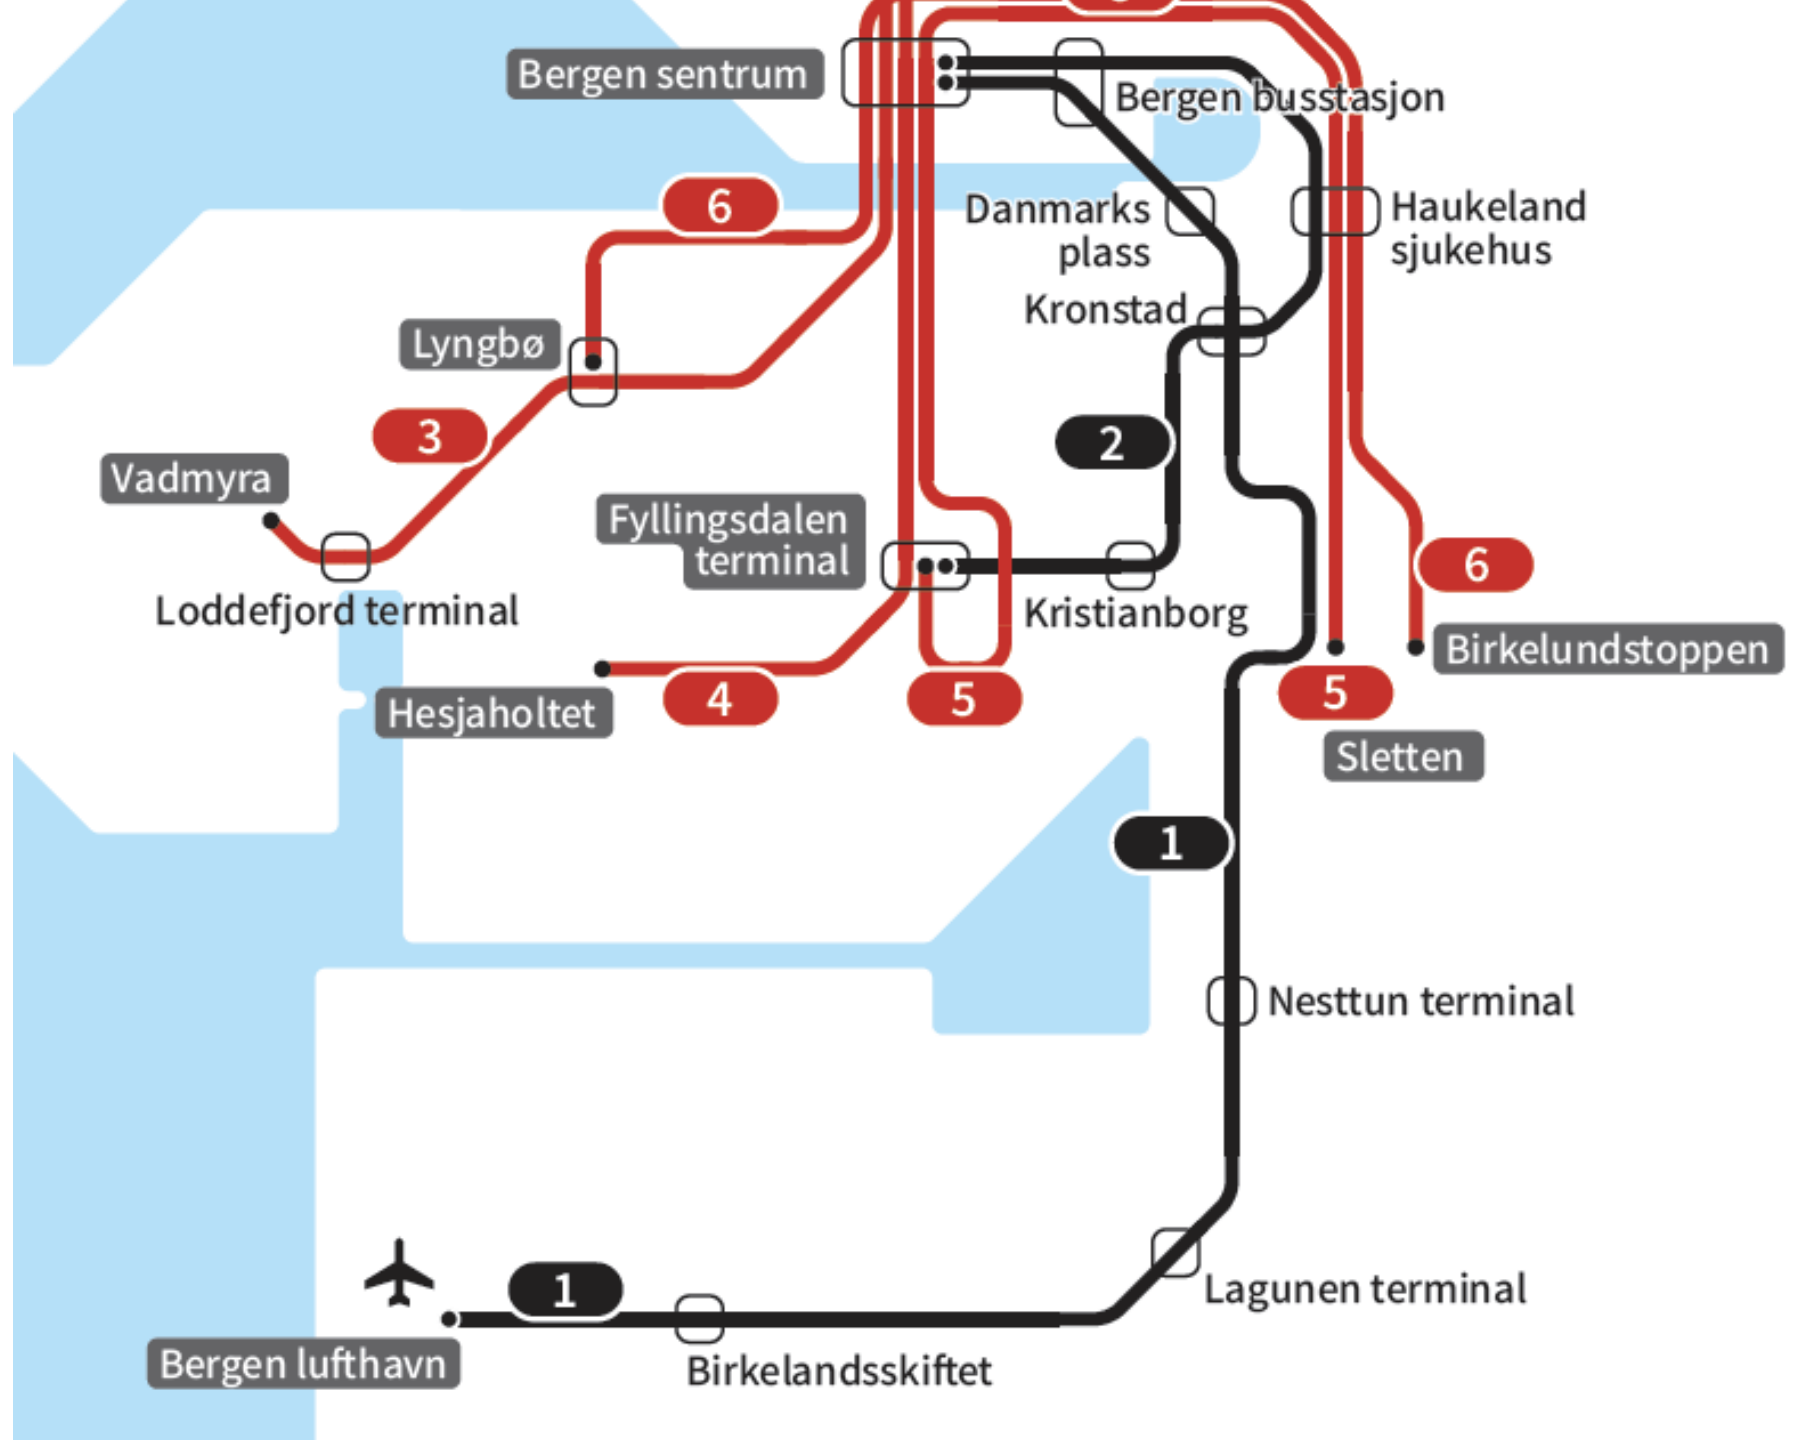 Bergen sentrum
Bergen busstasjon
6
Danmarks
plass
Haukeland
sjukehus
Kronstad
Lyngbø
3
2
Vadmyra
Fyllingsdalen
terminal
6
Loddefjord terminal
Kristianborg
Birkelundstoppen
Hesjaholtet
4
5
5
Sletten
1
Nesttun terminal
1
Lagunen terminal
Bergen lufthavn
Birkelandsskiftet